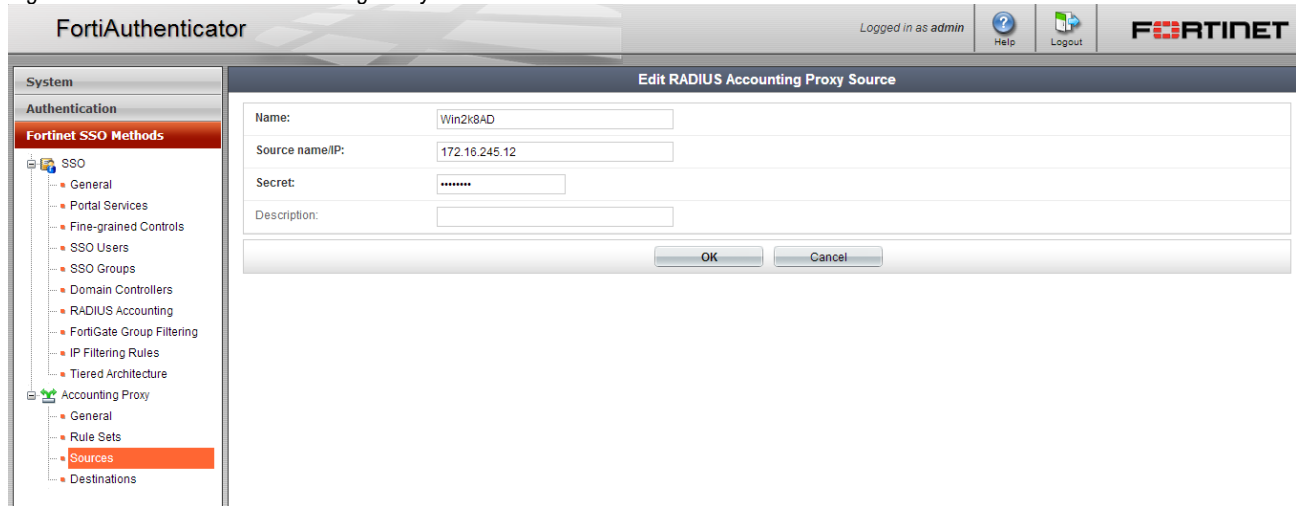 FortiAuthenticator
Logged in as admin
Help
Logout
FORTINET
System
Authentication
Fortinet SSO Methods
SSO
General
Portal Services
Fine-grained Controls
SSO Users
SSO Groups
Domain Controllers
RADIUS Accounting
FortiGate Group Filtering
IP Filtering Rules
Tiered Architecture
Accounting Proxy
General
Rule Sets
Sources
Destinations
Edit RADIUS Accounting Proxy Source
Name: Win2k8AD
Source name/IP: 172.16.245.12
Secret: ••••••••
Description:
OK Cancel